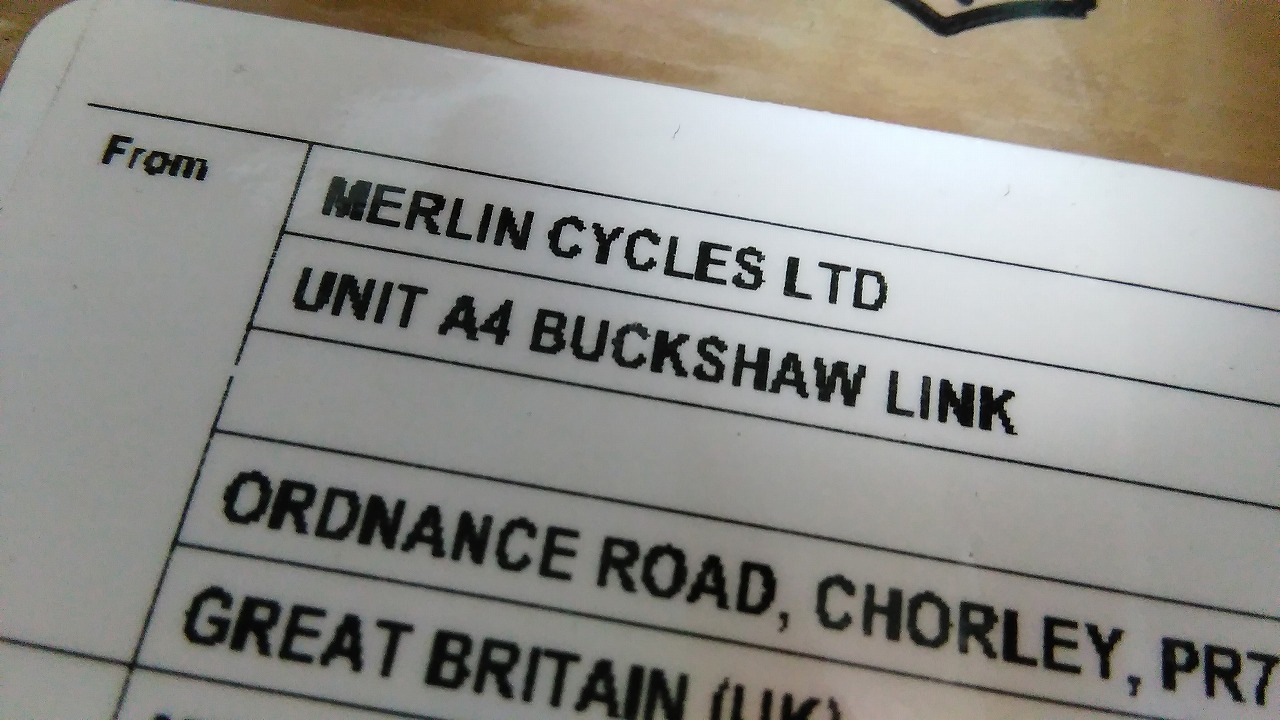 From
MERLIN CYCLES LTD
UNIT A4 BUCKSHAW LINK
ORDNANCE ROAD, CHORLEY, PR7
GREAT BRITAIN (UK)